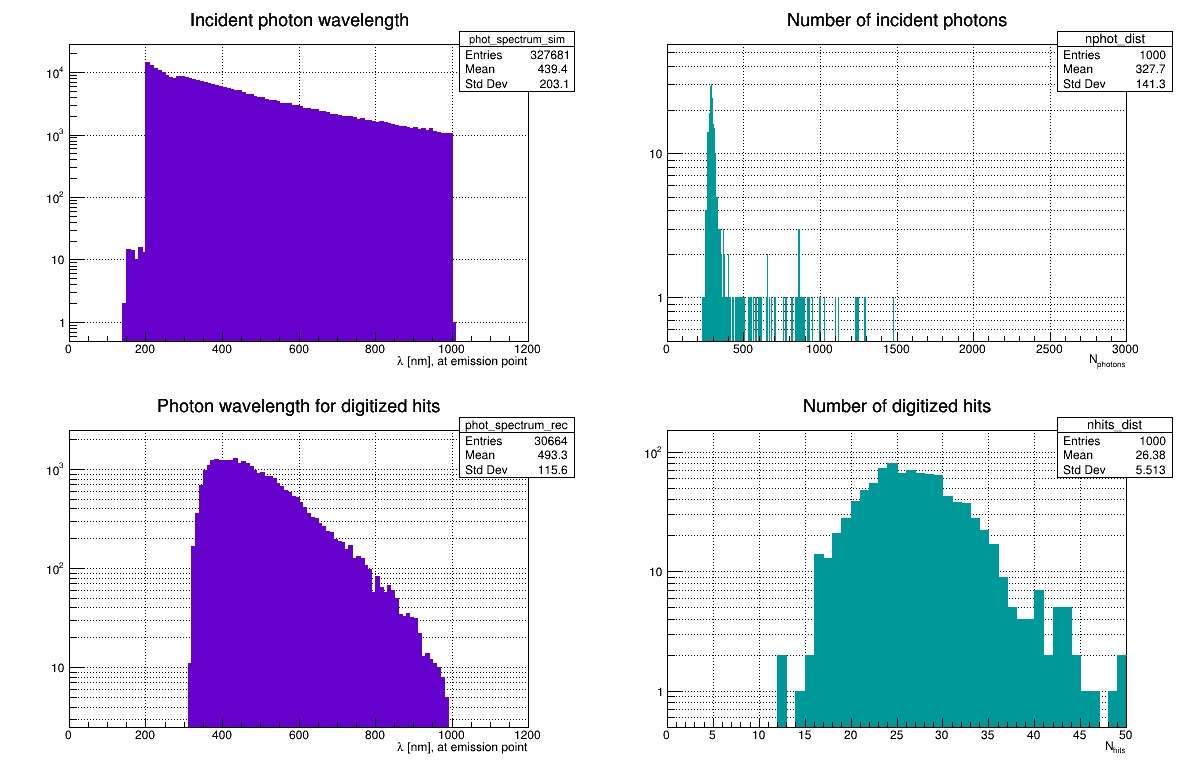 Incident photon wavelength
phot_spectrum_sim
Entries 327681
Mean 439.4
Std Dev 203.1
10⁴
10³
10²
10
1
0 200 400 600 800 1000 1200
λ [nm], at emission point
Number of incident photons
nphot_dist
Entries 1000
Mean 327.7
Std Dev 141.3
10
1
0 500 1000 1500 2000 2500 3000
N_photons
Photon wavelength for digitized hits
phot_spectrum_rec
Entries 30664
Mean 493.3
Std Dev 115.6
10³
10²
10
0 200 400 600 800 1000 1200
λ [nm], at emission point
Number of digitized hits
nhits_dist
Entries 1000
Mean 26.38
Std Dev 5.513
10²
10
1
0 5 10 15 20 25 30 35 40 45 50
N_hits